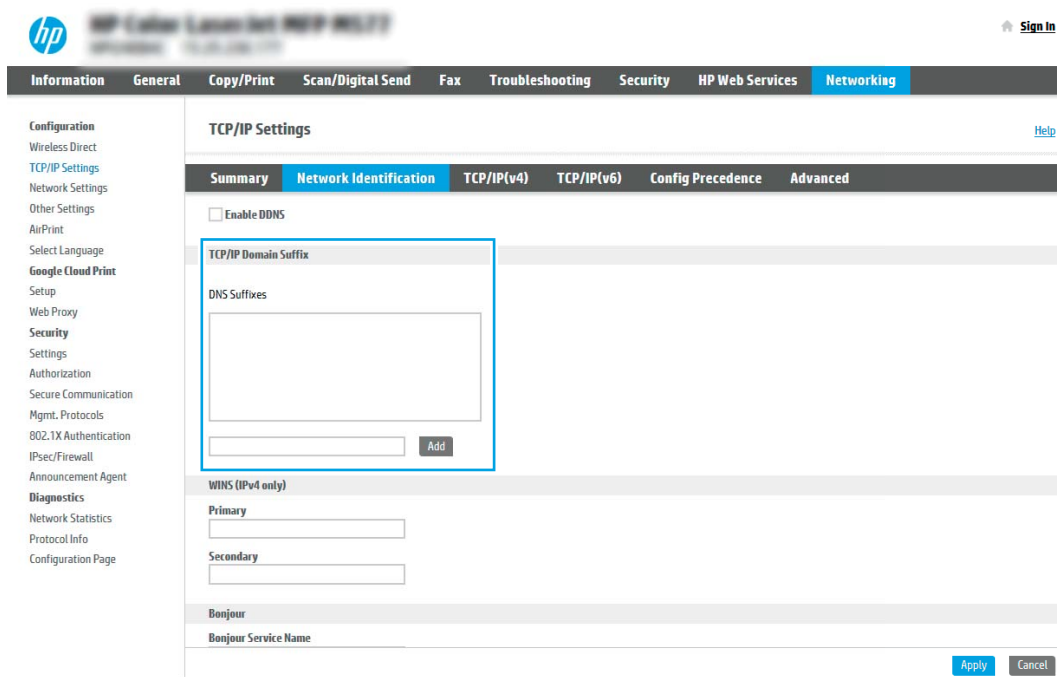 hp
Sign In
Information General Copy/Print Scan/Digital Send Fax Troubleshooting Security HP Web Services Networking
Configuration
Wireless Direct
TCP/IP Settings
Network Settings
Other Settings
AirPrint
Select Language
Google Cloud Print
Setup
Web Proxy
Security
Settings
Authorization
Secure Communication
Mgmt. Protocols
802.1X Authentication
IPsec/Firewall
Announcement Agent
Diagnostics
Network Statistics
Protocol Info
Configuration Page
TCP/IP Settings
Help
Summary Network Identification TCP/IP(v4) TCP/IP(v6) Config Precedence Advanced
Enable DDNS
TCP/IP Domain Suffix
DNS Suffixes
Add
WINS (IPv4 only)
Primary
Secondary
Bonjour
Bonjour Service Name
Apply Cancel